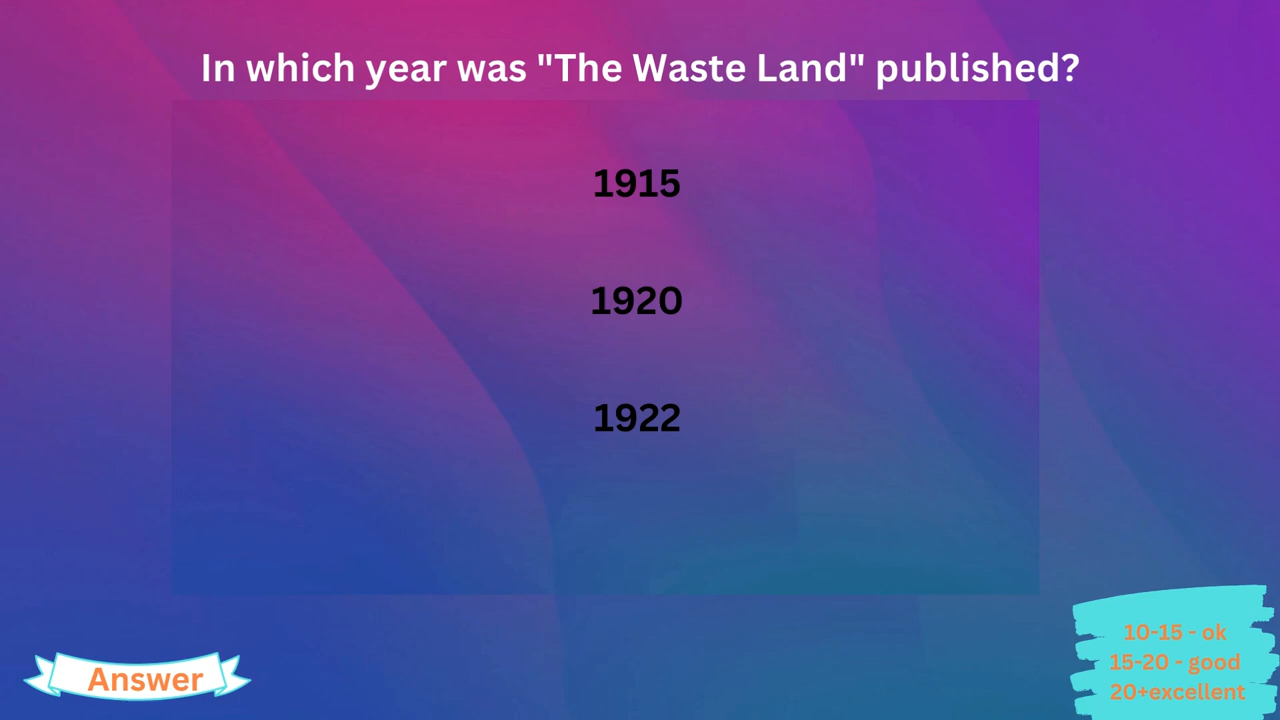 In which year was "The Waste Land" published?
1915
1920
1922
Answer
10-15 - ok
15-20 - good
20+excellent